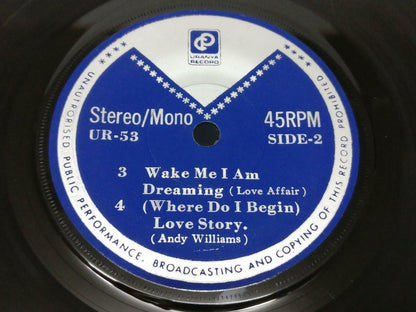 URANYA
RECORD
Stereo/Mono 45RPM
UR-53 SIDE-2
3 Wake Me I Am
Dreaming (Love Affair)
4 (Where Do I Begin)
Love Story.
(Andy Williams)
UNAUTHORISED PUBLIC PERFORMANCE, BROADCASTING AND COPYING OF THIS RECORD PROHIBITED